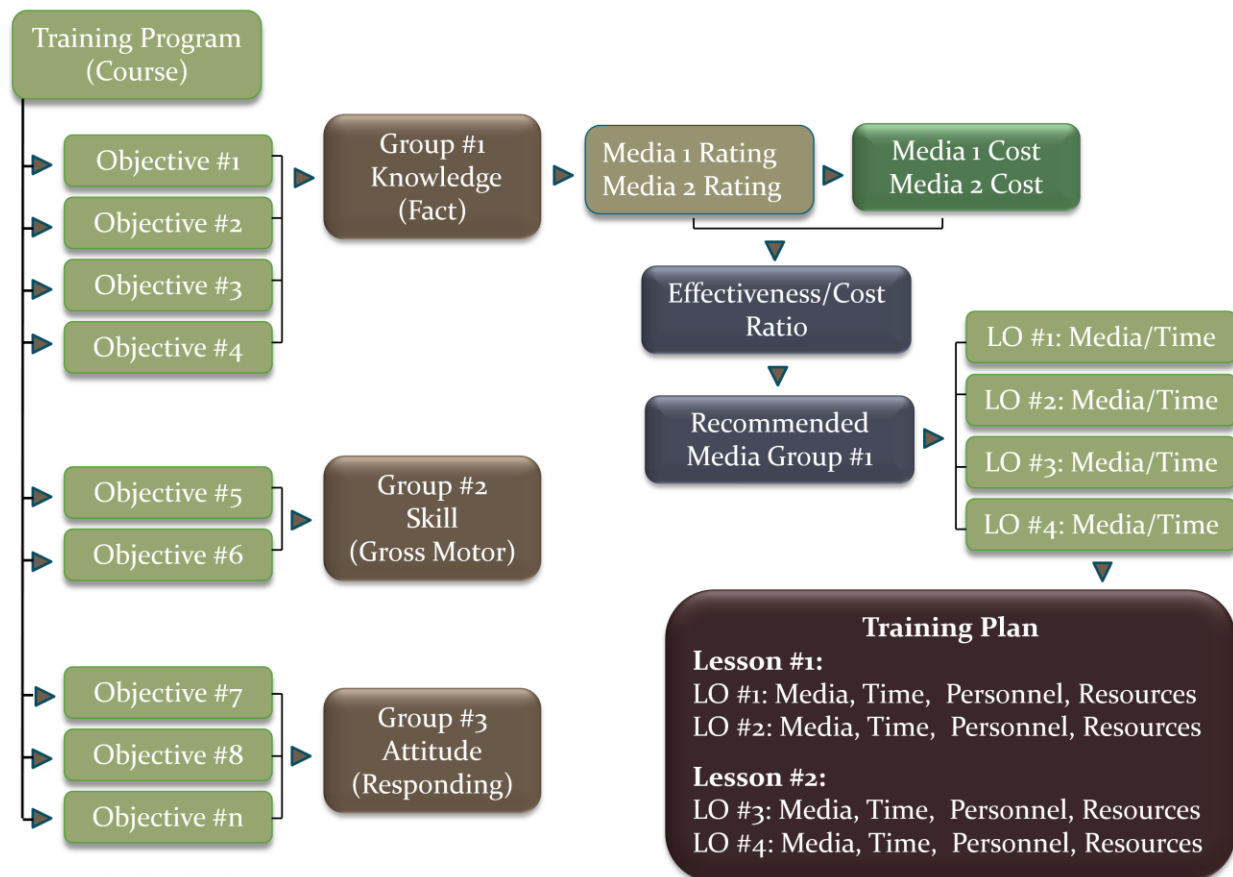 Training Program
(Course)
Objective #1
Objective #2
Objective #3
Objective #4
Group #1
Knowledge
(Fact)
Media 1 Rating
Media 2 Rating
Media 1 Cost
Media 2 Cost
Effectiveness/Cost
Ratio
Recommended
Media Group #1
LO #1: Media/Time
LO #2: Media/Time
LO #3: Media/Time
LO #4: Media/Time
Objective #5
Objective #6
Group #2
Skill
(Gross Motor)
Objective #7
Objective #8
Objective #n
Group #3
Attitude
(Responding)
Training Plan
Lesson #1:
LO #1: Media, Time, Personnel, Resources
LO #2: Media, Time, Personnel, Resources
Lesson #2:
LO #3: Media, Time, Personnel, Resources
LO #4: Media, Time, Personnel, Resources